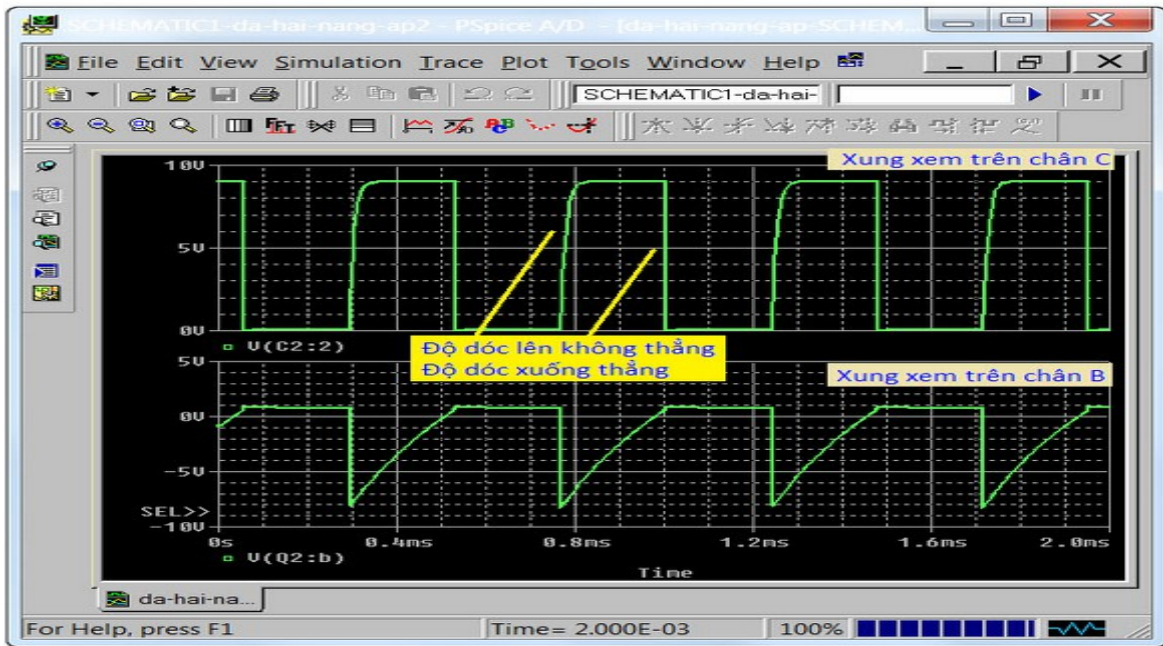 SCHEMATIC1-da-hai-nang-ap2 - PSpice A/D - [da-hai-nang-ap-SCHEM...
File Edit View Simulation Trace Plot Tools Window Help
SCHEMATIC1-da-hai-
Xung xem trên chân C
10V
5V
0V
V(C2:2)
Độ dóc lên không thẳng
Độ dóc xuống thẳng
Xung xem trên chân B
5V
0V
-5V
SEL>>
-10V
0s 0.4ms 0.8ms 1.2ms 1.6ms 2.0ms
V(Q2:b)
Time
da-hai-na...
For Help, press F1 Time= 2.000E-03 100%